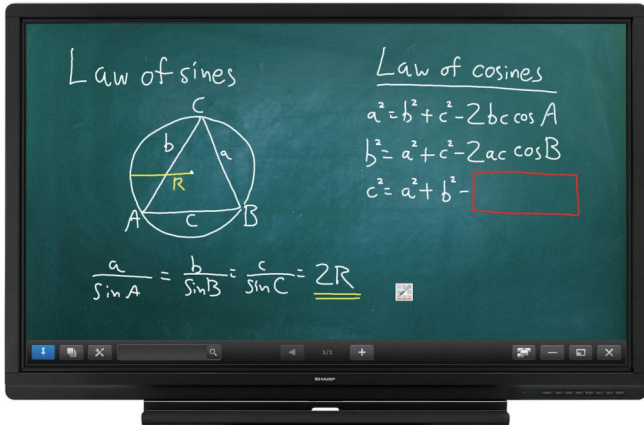 Law of sines
C
b
a
R
A
c
B
a/sin A = b/sin B = c/sin C = 2R
Law of cosines
a² = b² + c² - 2bc cos A
b² = a² + c² - 2ac cos B
c² = a² + b² -
1/1
SHARP